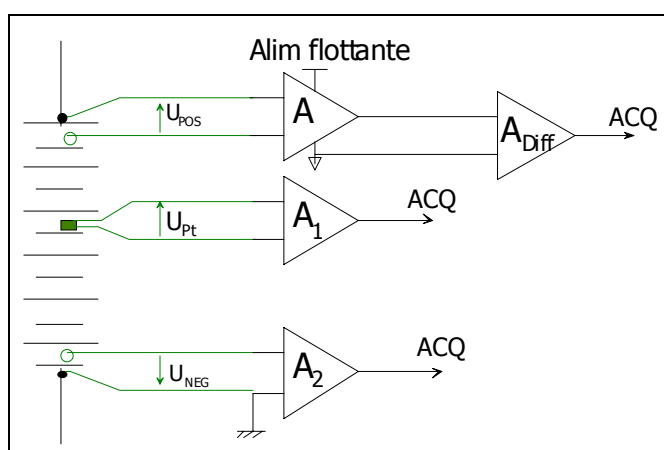 Alim flottante
U_POS
A
A_Diff
ACQ
U_Pt
A_1
ACQ
U_NEG
A_2
ACQ